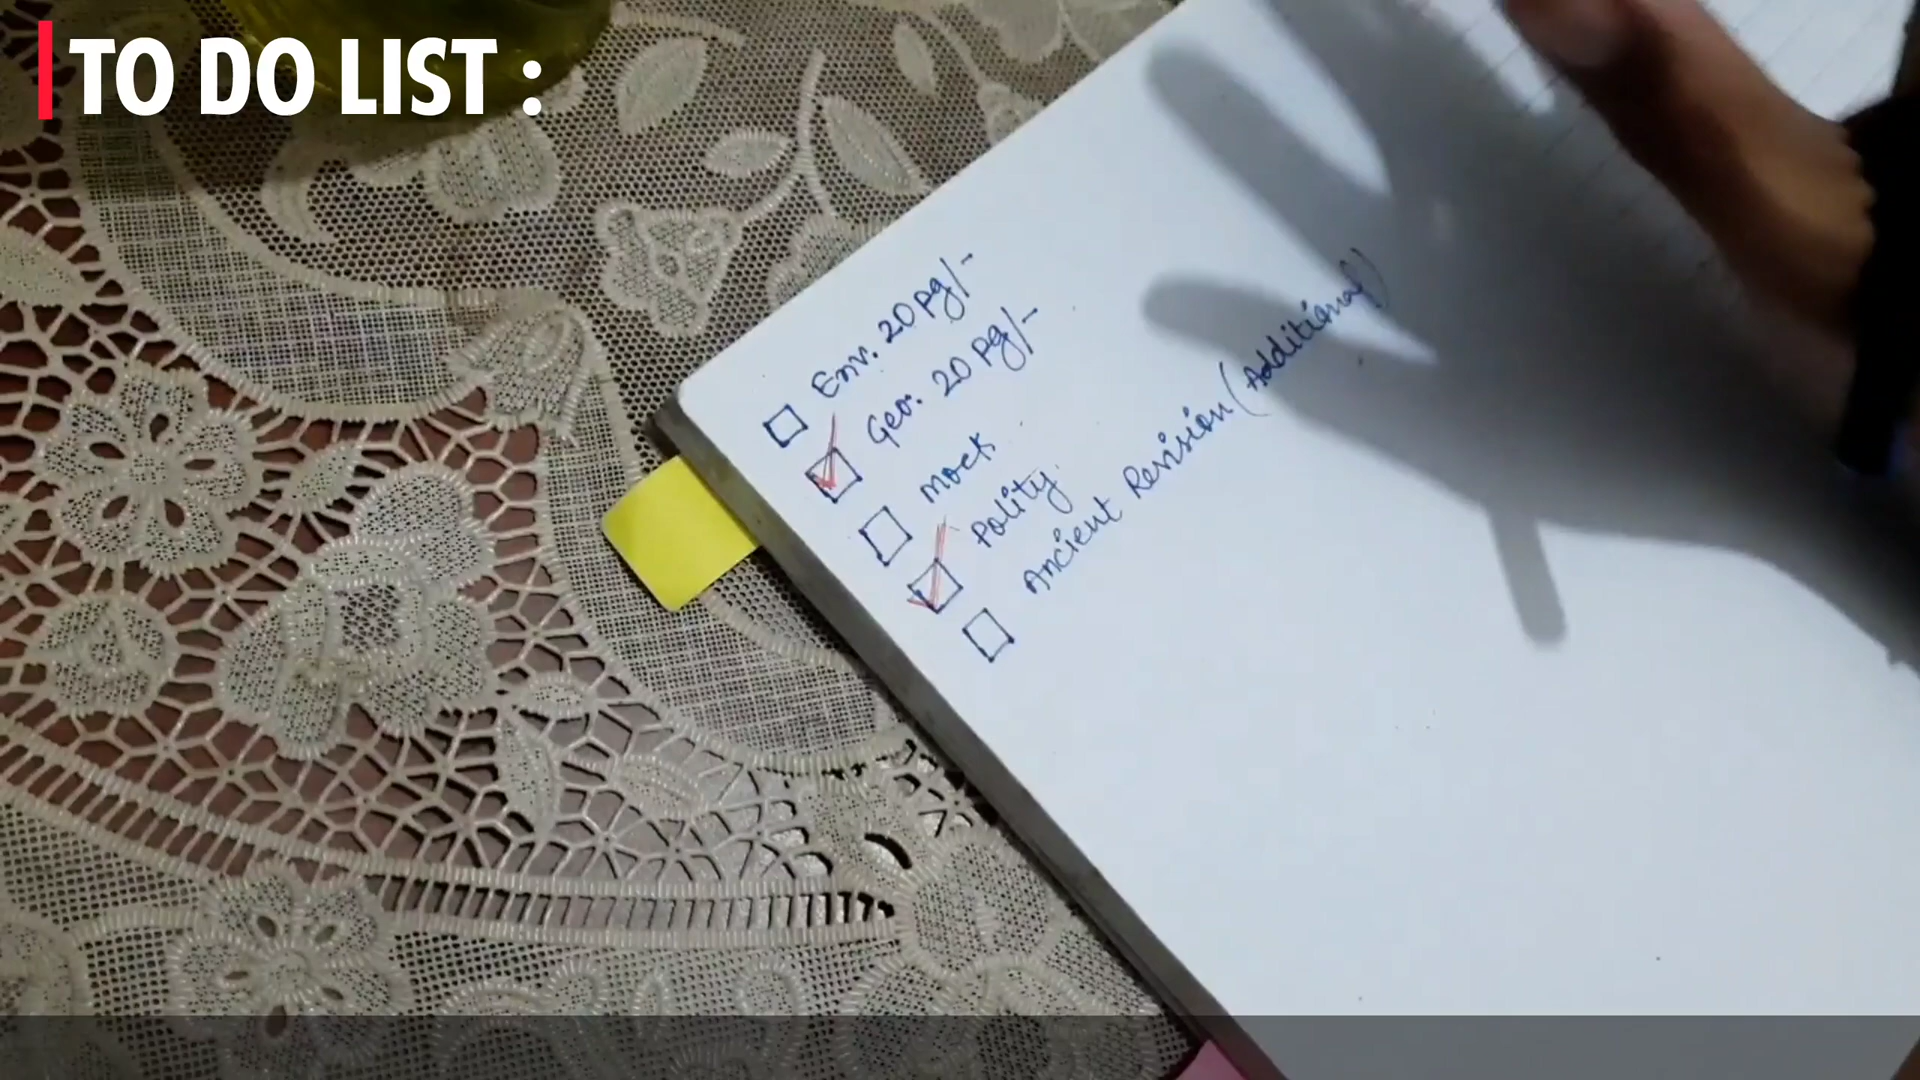 TO DO LIST :
Env. 20 pg/-
Geo. 20 pg/-
Mock
Polity.
Ancient Revision (Additional)